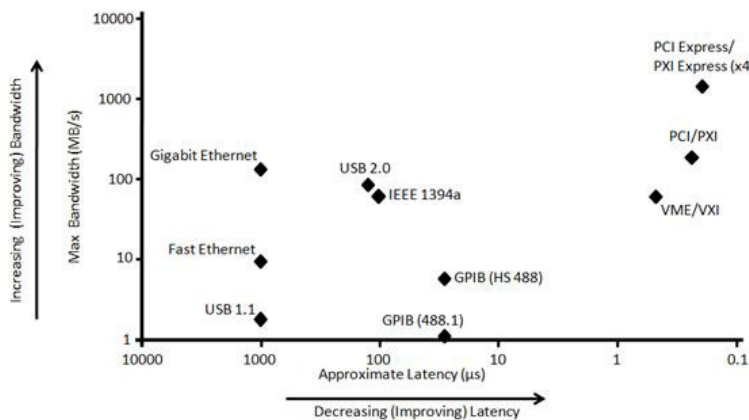 10000
PCI Express/
PXI Express (x4
1000
PCI/PXI
Gigabit Ethernet
USB 2.0
100
IEEE 1394a
VME/VXI
Fast Ethernet
10
GPIB (HS 488)
USB 1.1
GPIB (488.1)
1
10000 1000 100 10 1 0.1
Approximate Latency (µs)
Decreasing (Improving) Latency
Increasing (Improving) Bandwidth
Max Bandwidth (MB/s)